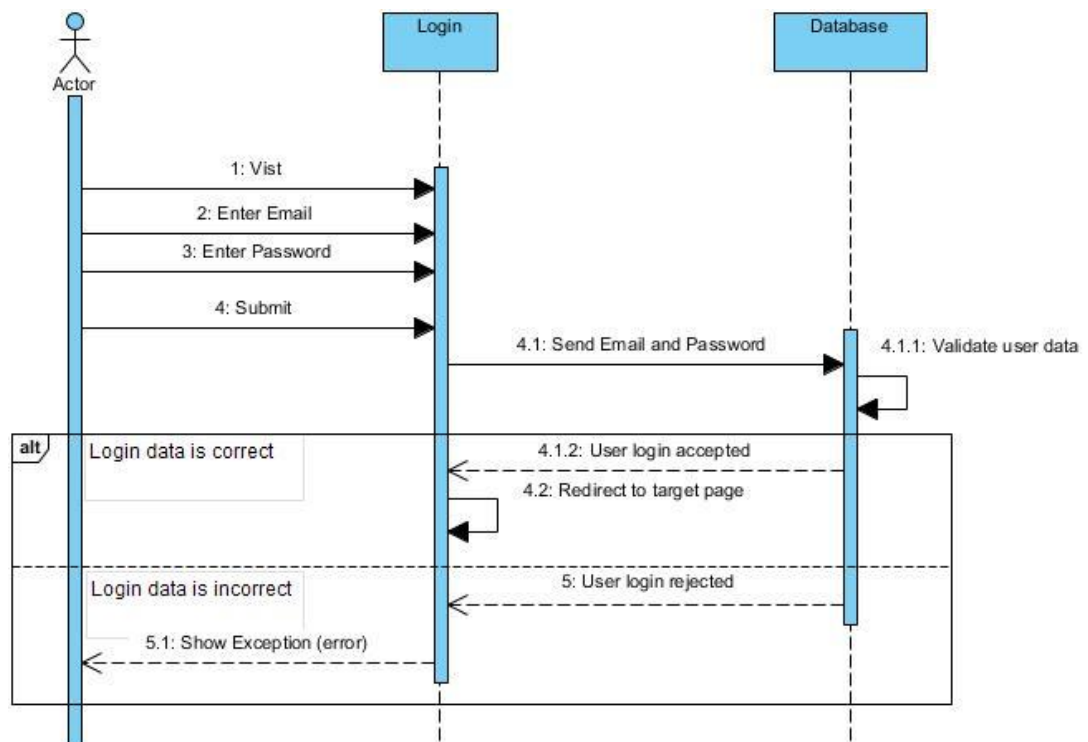 Login
Database
Actor
1: Vist
2: Enter Email
3: Enter Password
4: Submit
4.1: Send Email and Password
4.1.1: Validate user data
alt
Login data is correct
4.1.2: User login accepted
4.2: Redirect to target page
Login data is incorrect
5: User login rejected
5.1: Show Exception (error)